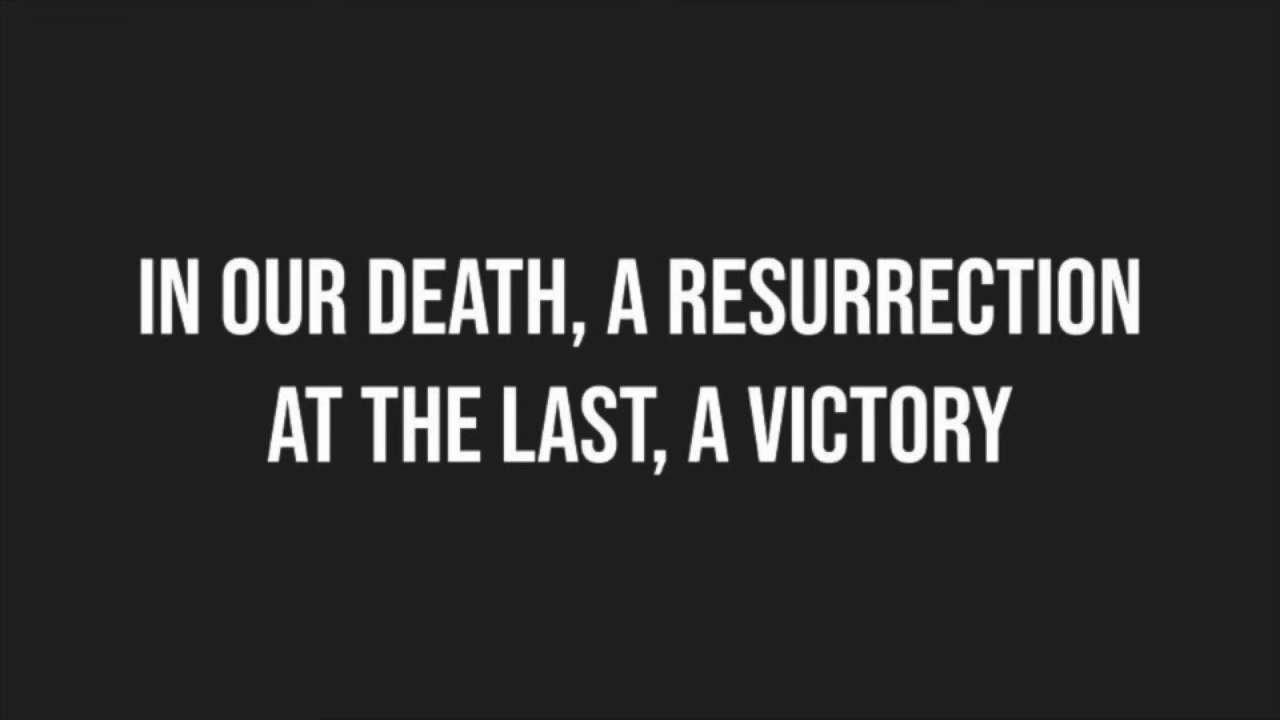 IN OUR DEATH, A RESURRECTION
AT THE LAST, A VICTORY